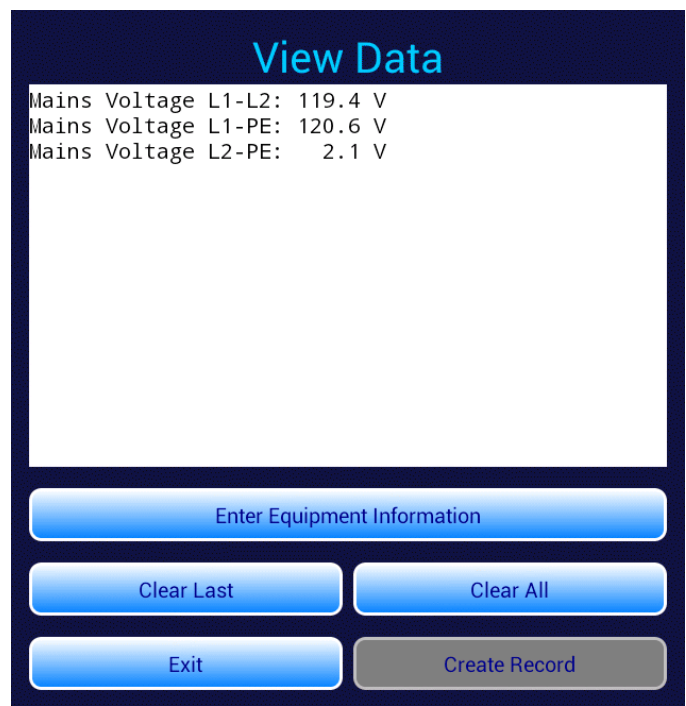 View Data
Mains Voltage L1-L2: 119.4 V
Mains Voltage L1-PE: 120.6 V
Mains Voltage L2-PE:   2.1 V
Enter Equipment Information
Clear Last
Clear All
Exit
Create Record